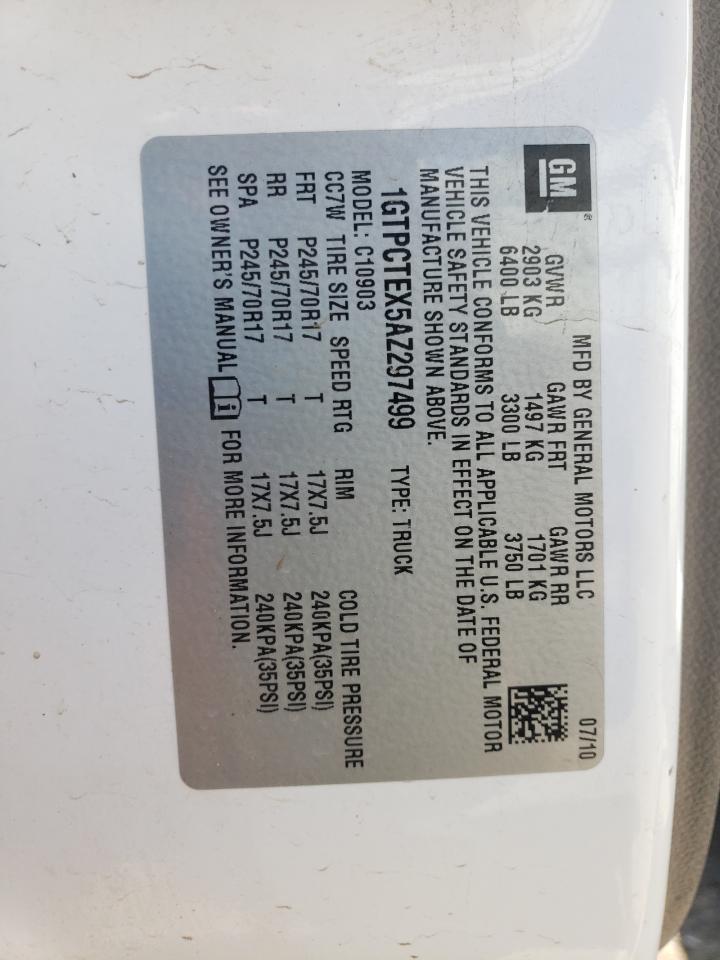 GM®
MFD BY GENERAL MOTORS LLC 07/10
GVWR GAWR FRT GAWR RR
2903 KG 1497 KG 1701 KG
6400 LB 3300 LB 3750 LB
THIS VEHICLE CONFORMS TO ALL APPLICABLE U.S. FEDERAL MOTOR
VEHICLE SAFETY STANDARDS IN EFFECT ON THE DATE OF
MANUFACTURE SHOWN ABOVE.
1GTPCTEX5AZ297499 TYPE: TRUCK
MODEL: C10903
CC7W TIRE SIZE SPEED RTG RIM COLD TIRE PRESSURE
FRT P245/70R17 T 17X7.5J 240KPA(35PSI)
RR P245/70R17 T 17X7.5J 240KPA(35PSI)
SPA P245/70R17 T 17X7.5J 240KPA(35PSI)
SEE OWNER'S MANUAL FOR MORE INFORMATION.